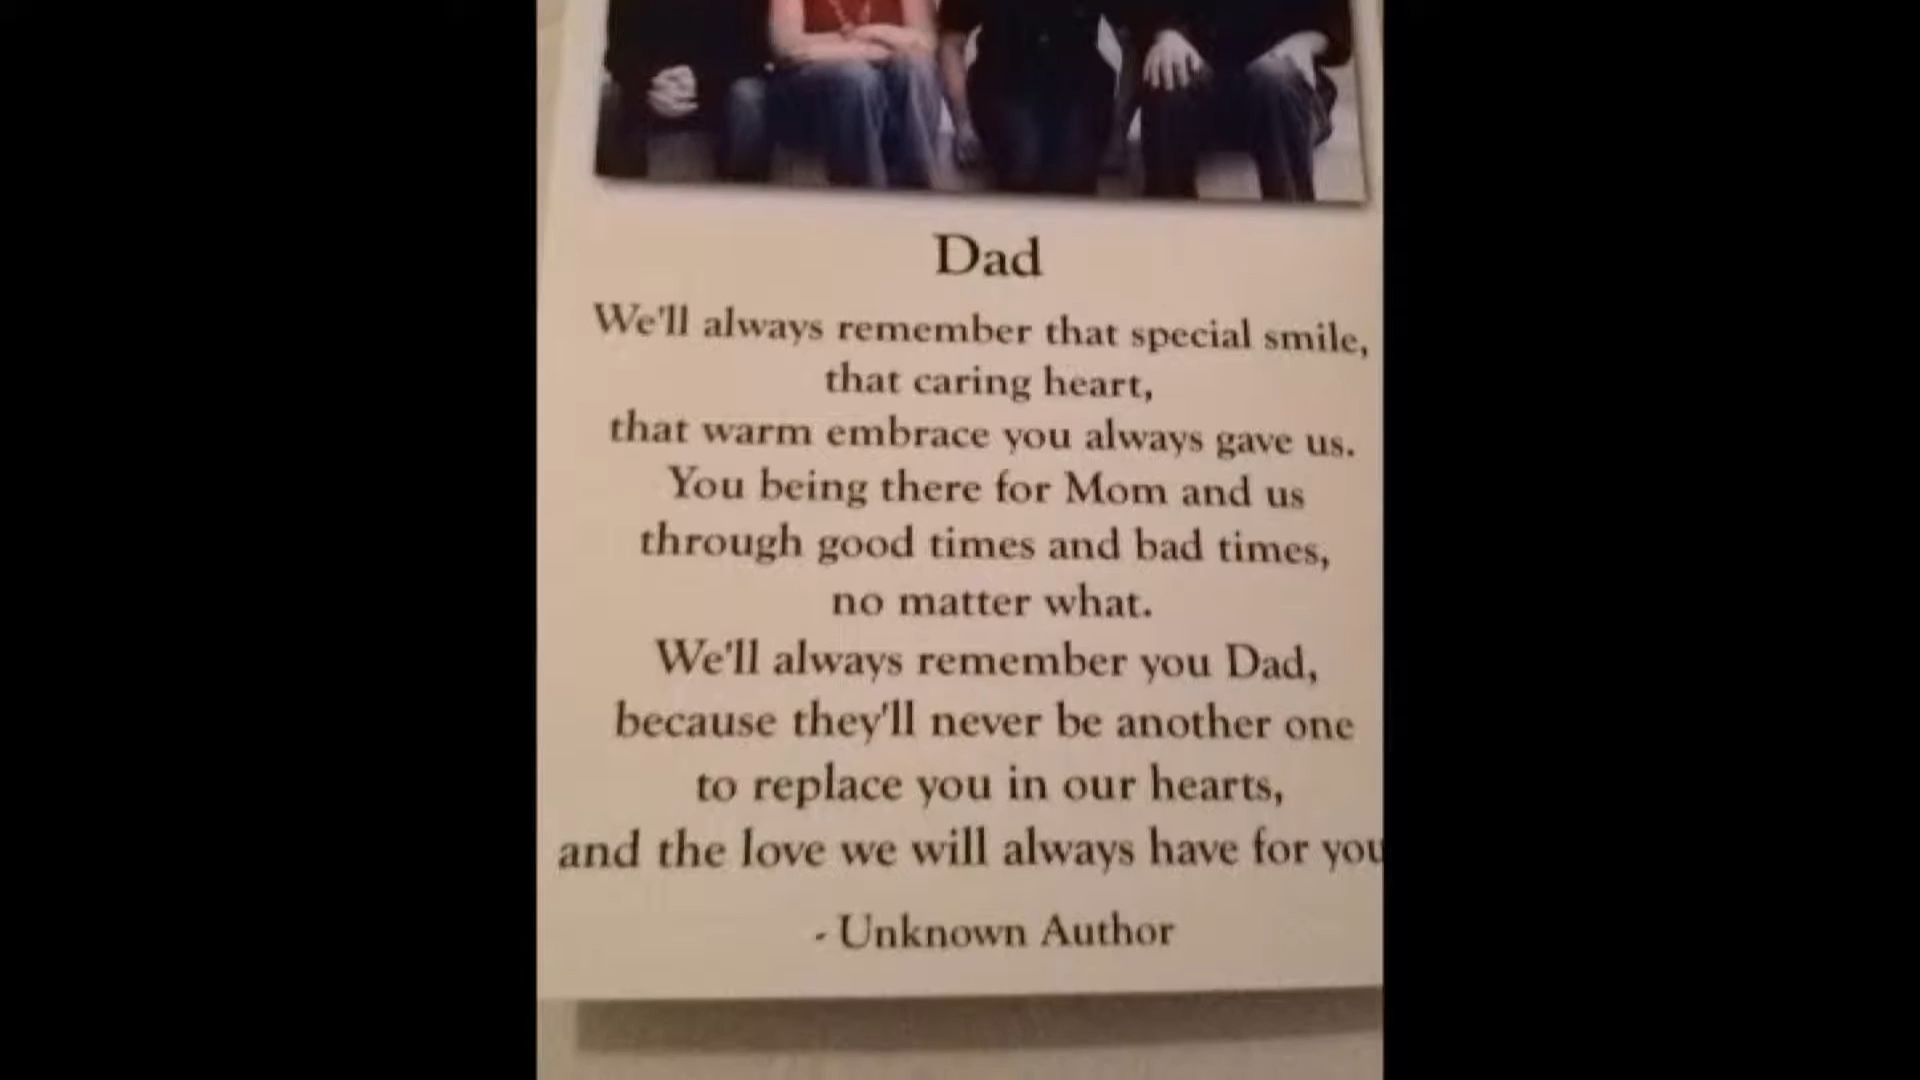 Dad
We'll always remember that special smile,
that caring heart,
that warm embrace you always gave us.
You being there for Mom and us
through good times and bad times,
no matter what.
We'll always remember you Dad,
because they'll never be another one
to replace you in our hearts,
and the love we will always have for you
- Unknown Author